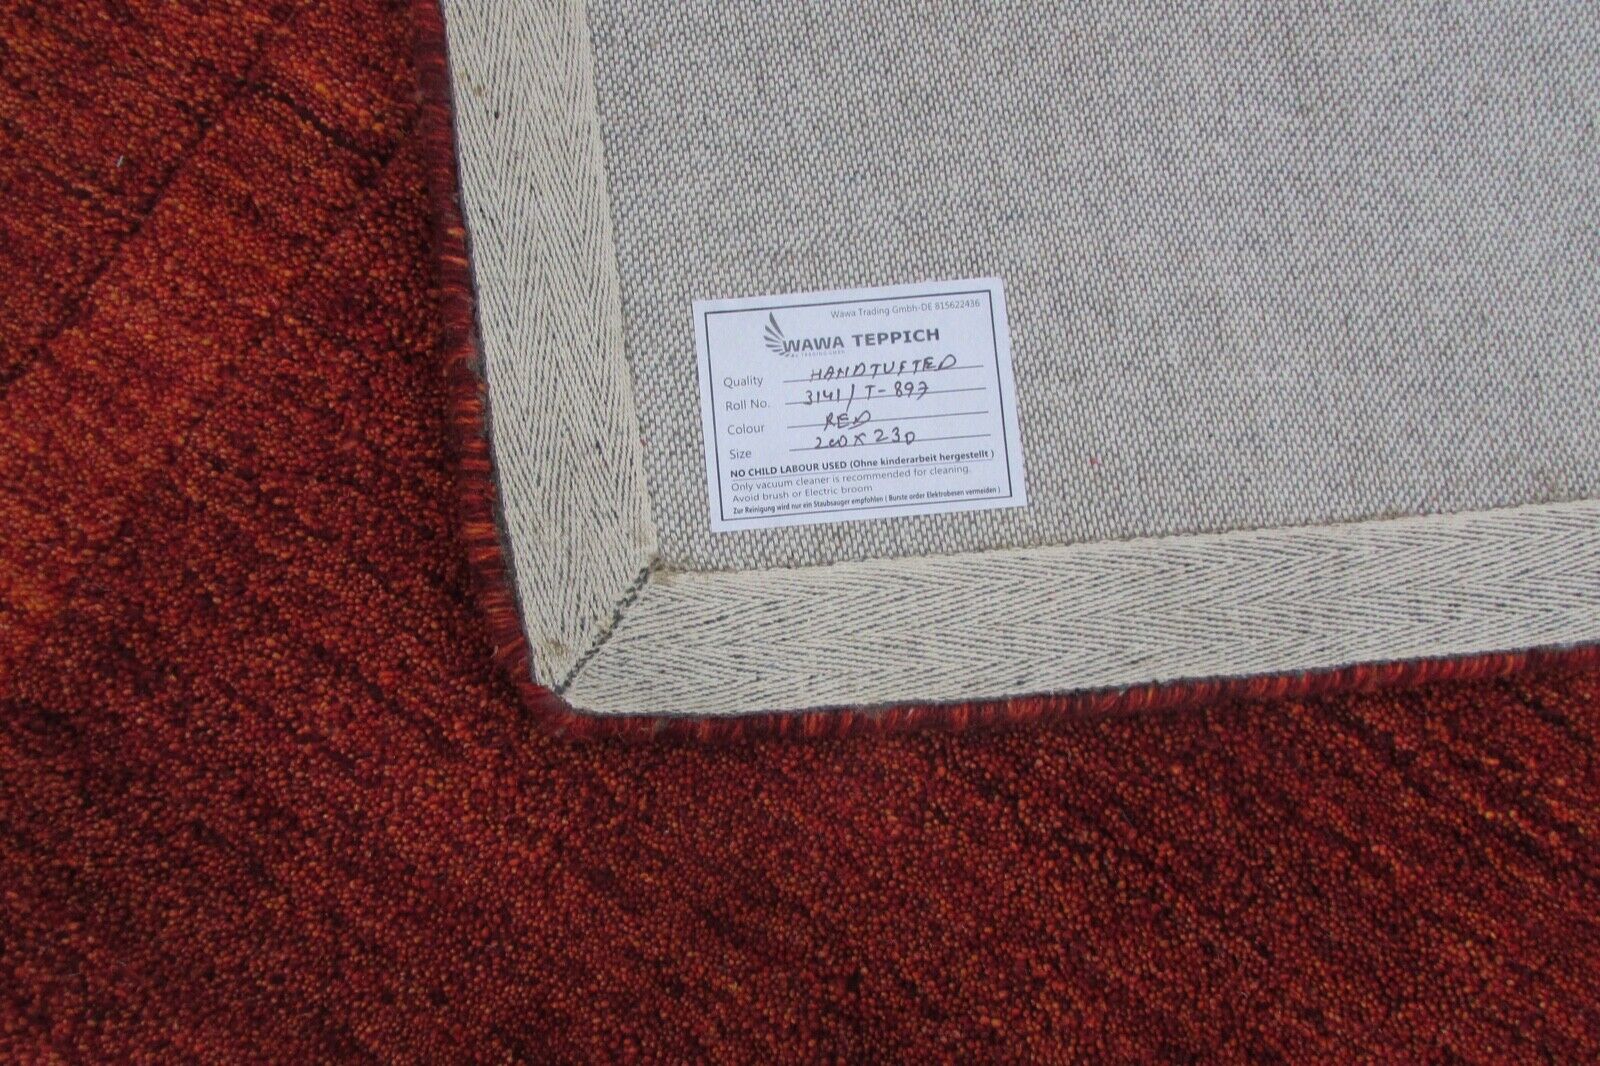 Wawa Trading Gmbh-DE 815622436
WAWA TEPPICH
Quality HANDTUFTED
Roll No. 3141/T-897
Colour RED
Size 200x230
NO CHILD LABOUR USED (Ohne kinderarbeit hergestellt )
Only vacuum cleaner is recommended for cleaning.
Avoid brush or Electric broom
Zur Reinigung wird nur ein Staubsauger empfohlen ( Burste order Elektrobesen vermeiden )